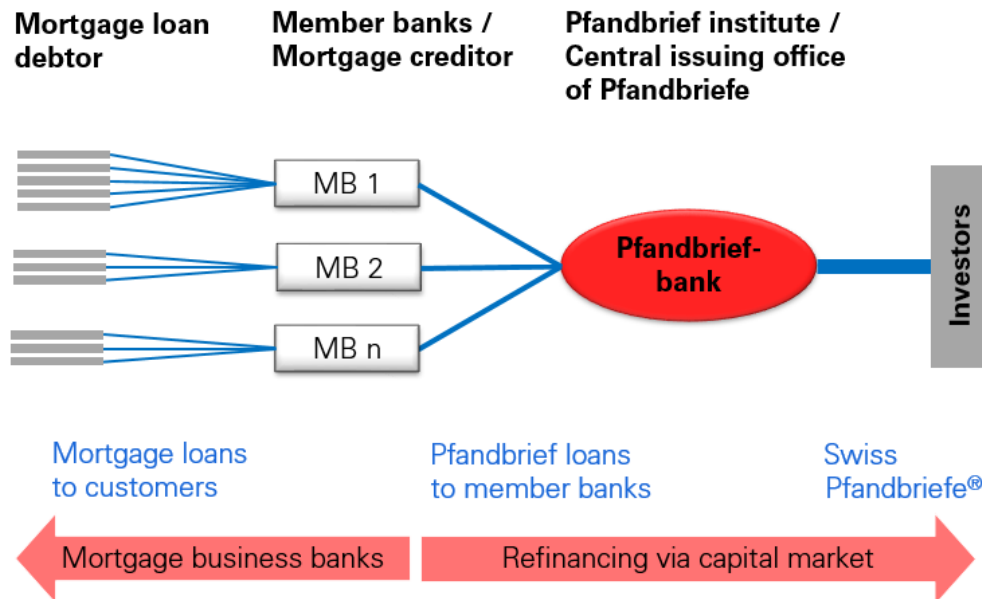 Mortgage loan
debtor
Member banks /
Mortgage creditor
Pfandbrief institute /
Central issuing office
of Pfandbriefe
MB 1
MB 2
MB n
Pfandbrief-
bank
Investors
Mortgage loans
to customers
Pfandbrief loans
to member banks
Swiss
Pfandbriefe®
Mortgage business banks
Refinancing via capital market